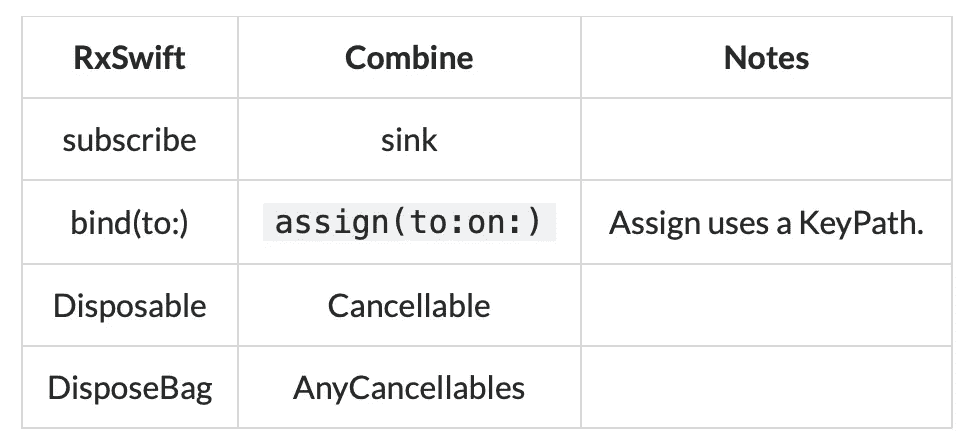 RxSwift Combine Notes
subscribe sink
bind(to:) assign(to:on:) Assign uses a KeyPath.
Disposable Cancellable
DisposeBag AnyCancellables